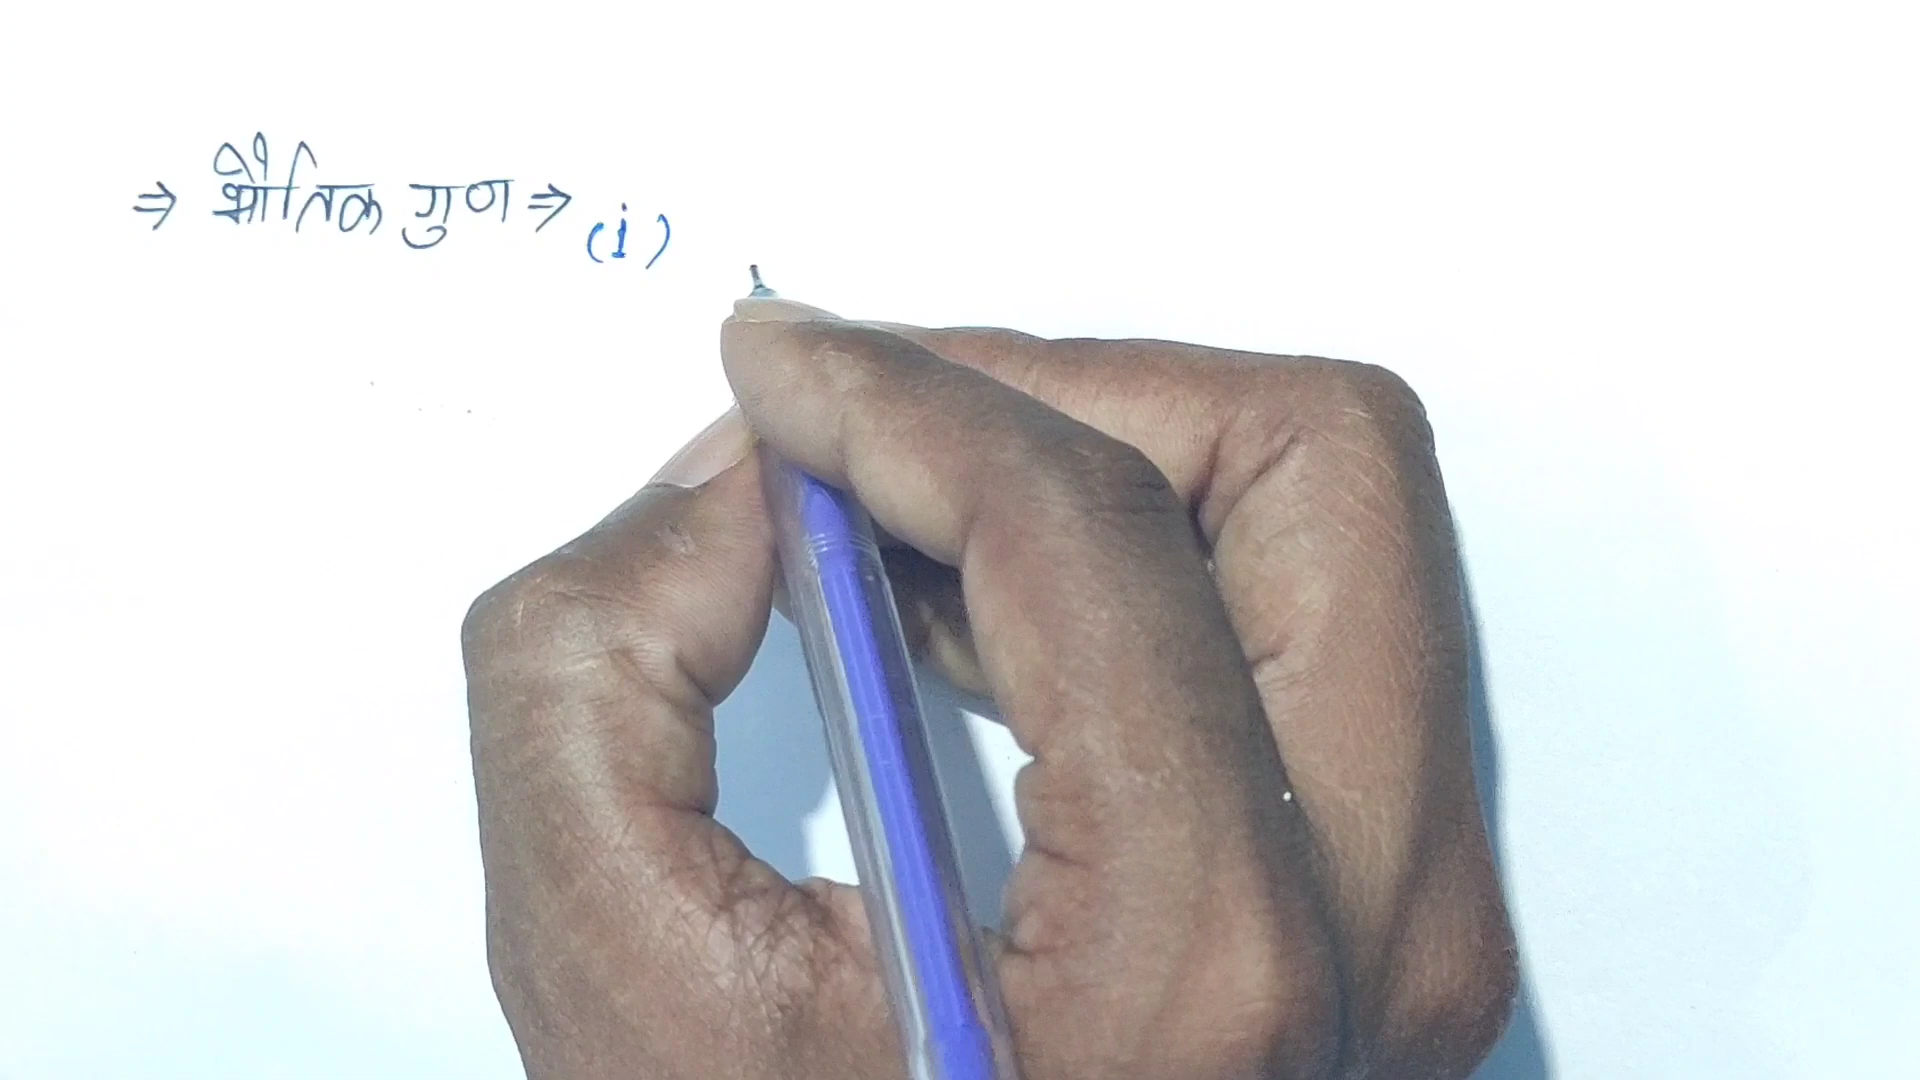 ⇒ भौतिक गुण ⇒ (i)